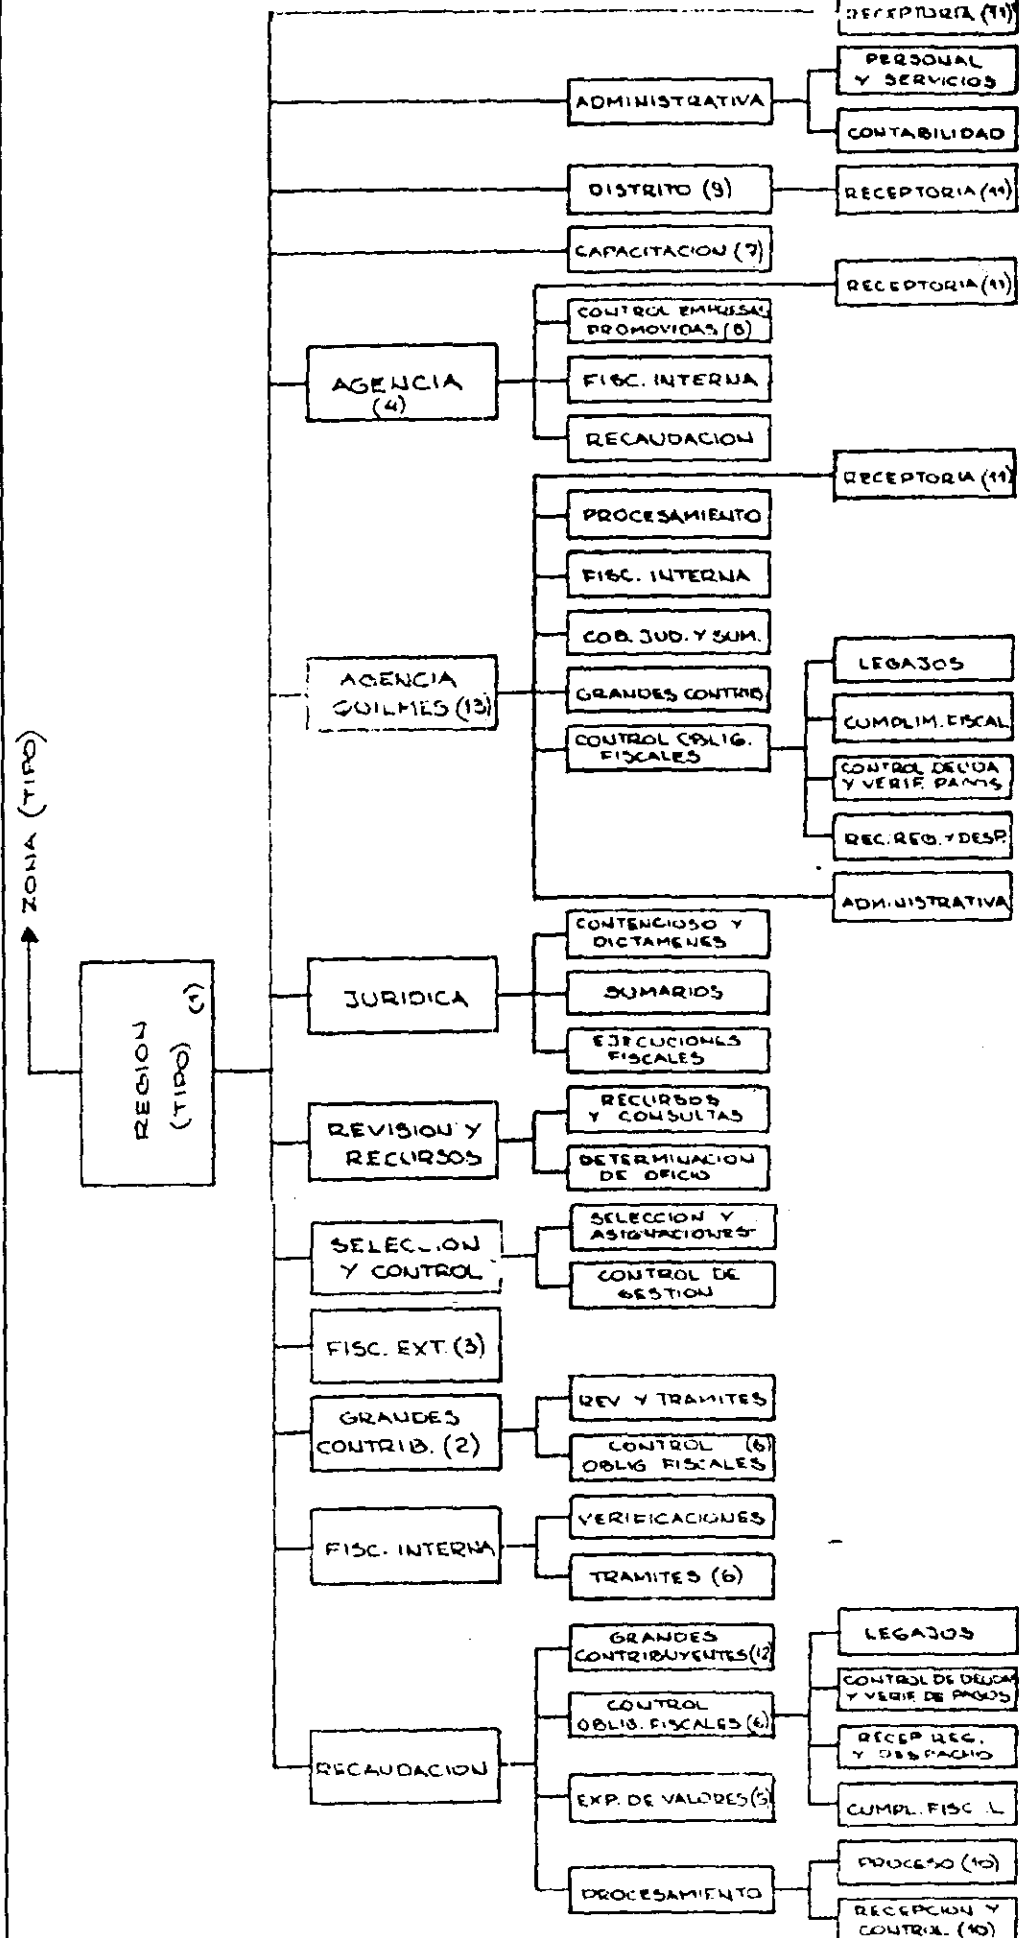 RECEPTORIA (11)
PERSONAL
Y SERVICIOS
ADMINISTRATIVA
CONTABILIDAD
DISTRITO (9)
RECEPTORIA (11)
CAPACITACION (7)
RECEPTORIA (11)
CONTROL EMPRESAS
PROMOVIDAS (8)
AGENCIA
(4)
FISC. INTERNA
RECAUDACION
RECEPTORIA (11)
PROCESAMIENTO
FISC. INTERNA
COB. JUD. Y SUM.
AGENCIA
QUILMES (13)
GRANDES CONTRIB
CONTROL OBLIG.
FISCALES
LEGAJOS
CUMPLIM. FISCAL
CONTROL DEUDA
Y VERIF. PAGOS
REC. REG. Y DESP.
ADMINISTRATIVA
ZONA (TIPO)
REGION
(TIPO) (1)
JURIDICA
CONTENCIOSO Y
DICTAMENES
SUMARIOS
EJECUCIONES
FISCALES
REVISION Y
RECURSOS
RECURSOS
Y CONSULTAS
DETERMINACION
DE OFICIO
SELEC..ION
Y CONTROL
SELECCION Y
ASIGNACIONES
CONTROL DE
GESTION
FISC. EXT. (3)
GRANDES
CONTRIB. (2)
REV Y TRAMITES
CONTROL (6)
OBLIG FISCALES
FISC. INTERNA
VERIFICACIONES
TRAMITES (6)
RECAUDACION
GRANDES
CONTRIBUYENTES (12)
CONTROL
OBLIG. FISCALES (6)
LEGAJOS
CONTROL DE DEUDAS
Y VERIF DE PAGOS
RECEP REG.
Y DESPACHO
CUMPL. FISC L
EXP. DE VALORES (5)
PROCESAMIENTO
PROCESO (10)
RECEPCION Y
CONTROL. (10)